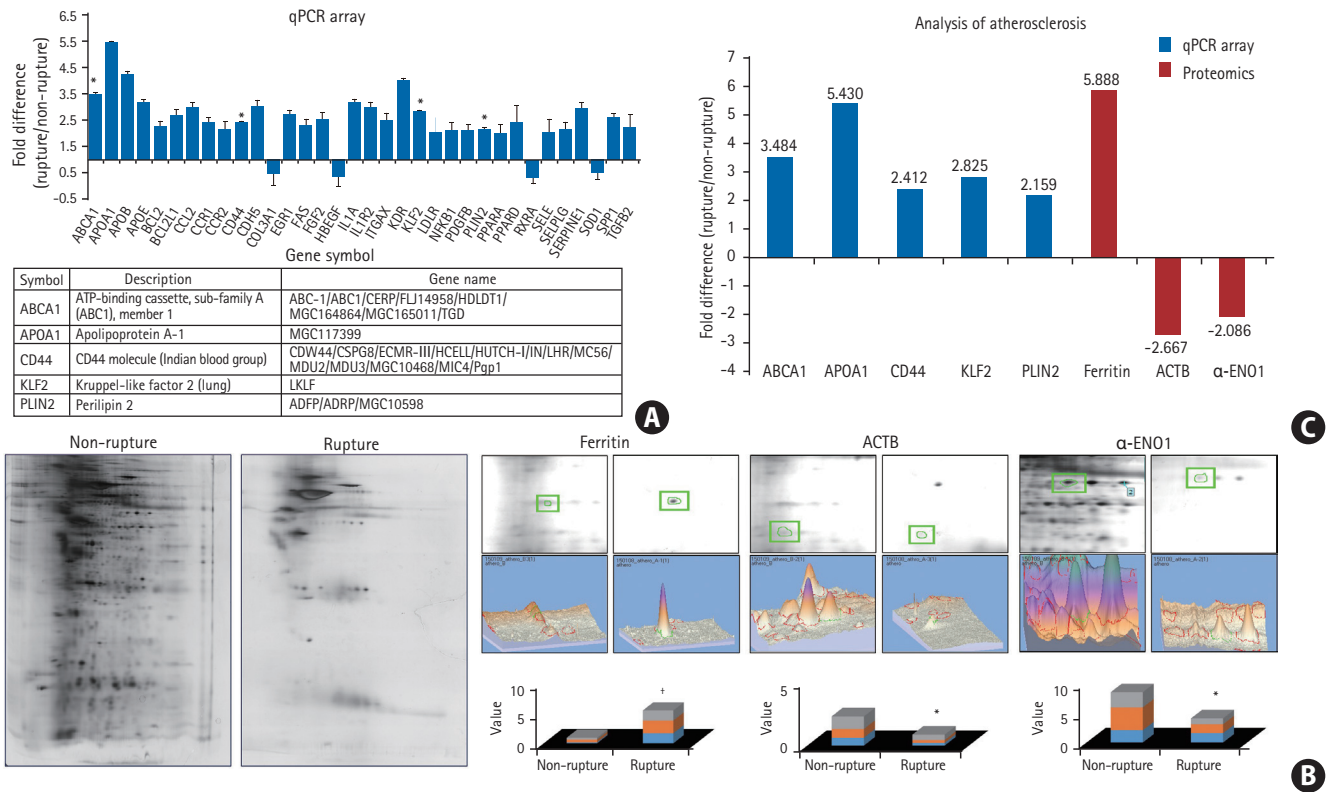 qPCR array
Fold difference
(rupture/non-rupture)
6.5
5.5
4.5
3.5
2.5
1.5
0.5
-0.5
*
*
*
*
ABCA1
APOA1
APOB
APOE
BCL2
BCL2L1
CCL2
CCR1
CCR2
CD44
CDH5
COL3A1
EGR1
FAS
FGF2
HBEGF
IL1A
IL1R2
ITGAX
KDR
KLF2
LDLR
NFKB1
PDGFB
PLIN2
PPARA
PPARD
RXRA
SELE
SELPLG
SERPINE1
SOD1
SPP1
TGFB2
Gene symbol
Symbol Description Gene name
ABCA1 ATP-binding cassette, sub-family A
(ABC1), member 1
ABC-1/ABC1/CERP/FLJ14958/HDLDT1/
MGC164864/MGC165011/TGD
APOA1 Apolipoprotein A-1 MGC117399
CD44 CD44 molecule (Indian blood group)
CDW44/CSPG8/ECMR-III/HCELL/HUTCH-I/IN/LHR/MC56/
MDU2/MDU3/MGC10468/MIC4/Pgp1
KLF2 Kruppel-like factor 2 (lung) LKLF
PLIN2 Perilipin 2 ADFP/ADRP/MGC10598
A
Analysis of atherosclerosis
qPCR array
Proteomics
Fold difference (rupture/non-rupture)
7
6
5
4
3
2
1
0
-1
-2
-3
-4
3.484
5.430
2.412
2.825
2.159
5.888
-2.667
-2.086
ABCA1 APOA1 CD44 KLF2 PLIN2 Ferritin ACTB α-ENO1
C
Non-rupture Rupture
Ferritin ACTB α-ENO1
2
Value
10
5
0
†
Non-rupture Rupture
Value
5
0
*
Non-rupture Rupture
Value
10
5
0
*
Non-rupture Rupture
B